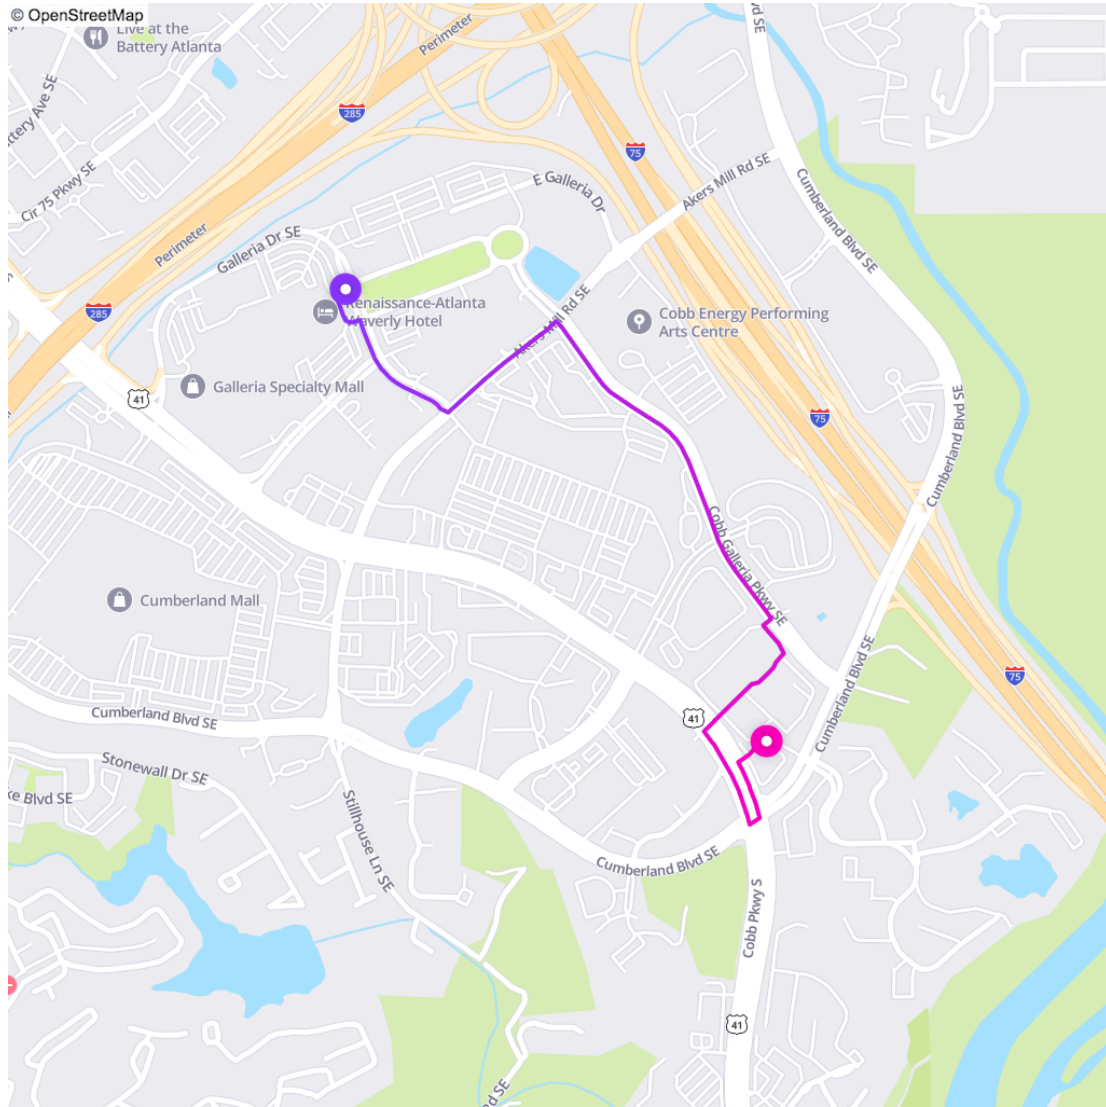 © OpenStreetMap
Live at the
Battery Atlanta
Perimeter
285
75
Cir 75 Pkwy SE
Akers Mill Rd SE
E Galleria Dr
Cumberland Blvd SE
Perimeter
Galleria Dr SE
285
Renaissance-Atlanta
Waverly Hotel
Akers Mill Rd SE
Cobb Energy Performing
Arts Centre
Galleria Specialty Mall
41
75
Cumberland Blvd SE
Cobb Galleria Pkwy SE
Cumberland Mall
Cumberland Blvd SE
75
Cumberland Blvd SE
41
Stonewall Dr SE
ke Blvd SE
Stillhouse Ln SE
Cumberland Blvd SE
Cobb Pkwy S
41